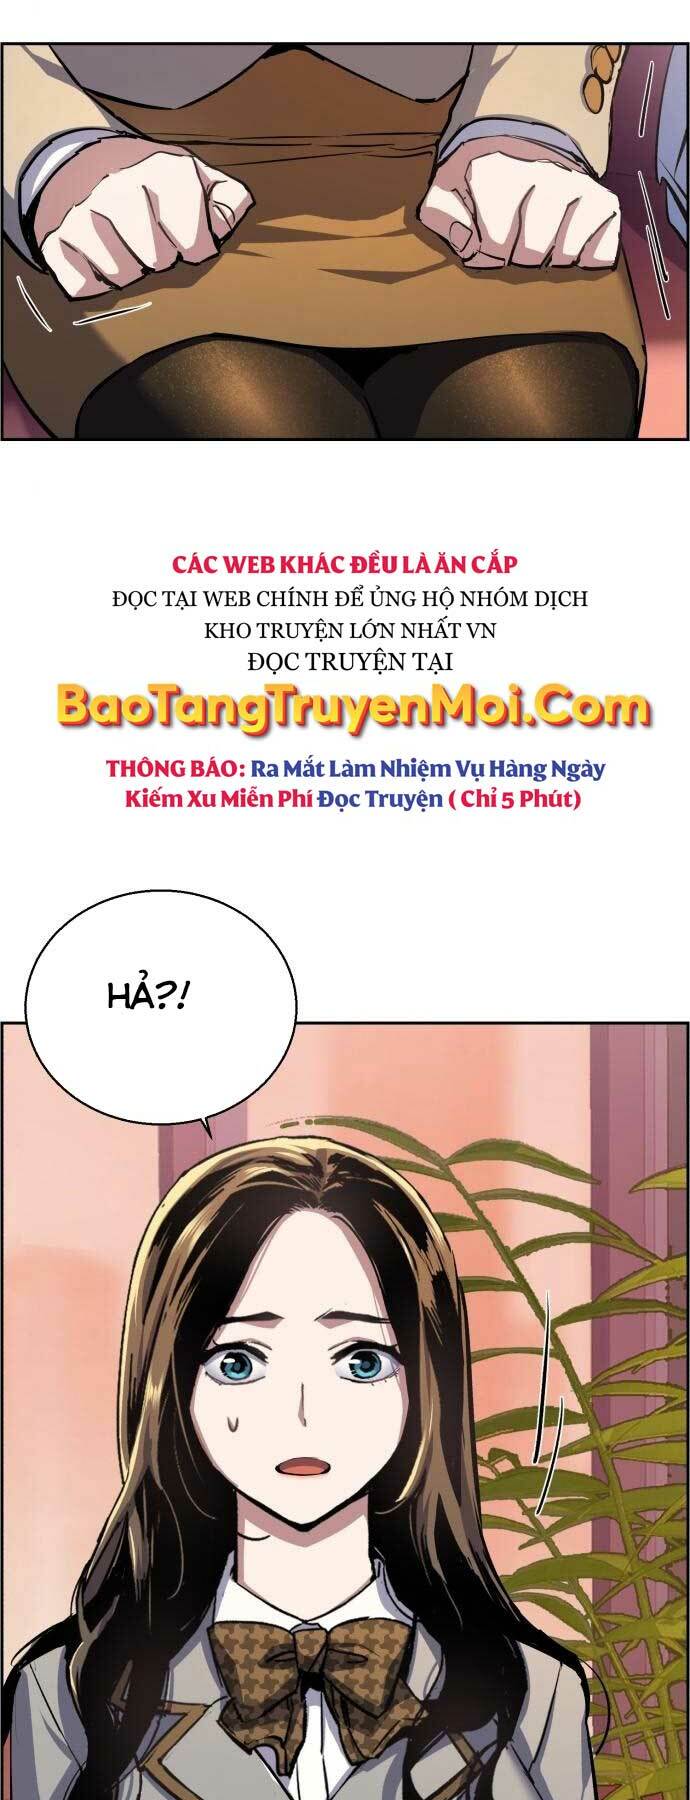 CÁC WEB KHÁC ĐỀU LÀ ĂN CẮP
ĐỌC TẠI WEB CHÍNH ĐỂ ỦNG HỘ NHÓM DỊCH
KHO TRUYỆN LỚN NHẤT VN
ĐỌC TRUYỆN TẠI
BaoTangTruyenMoi.Com
THÔNG BÁO: Ra Mắt Làm Nhiệm Vụ Hàng Ngày
Kiếm Xu Miễn Phí Đọc Truyện ( Chỉ 5 Phút)
HẢ?!